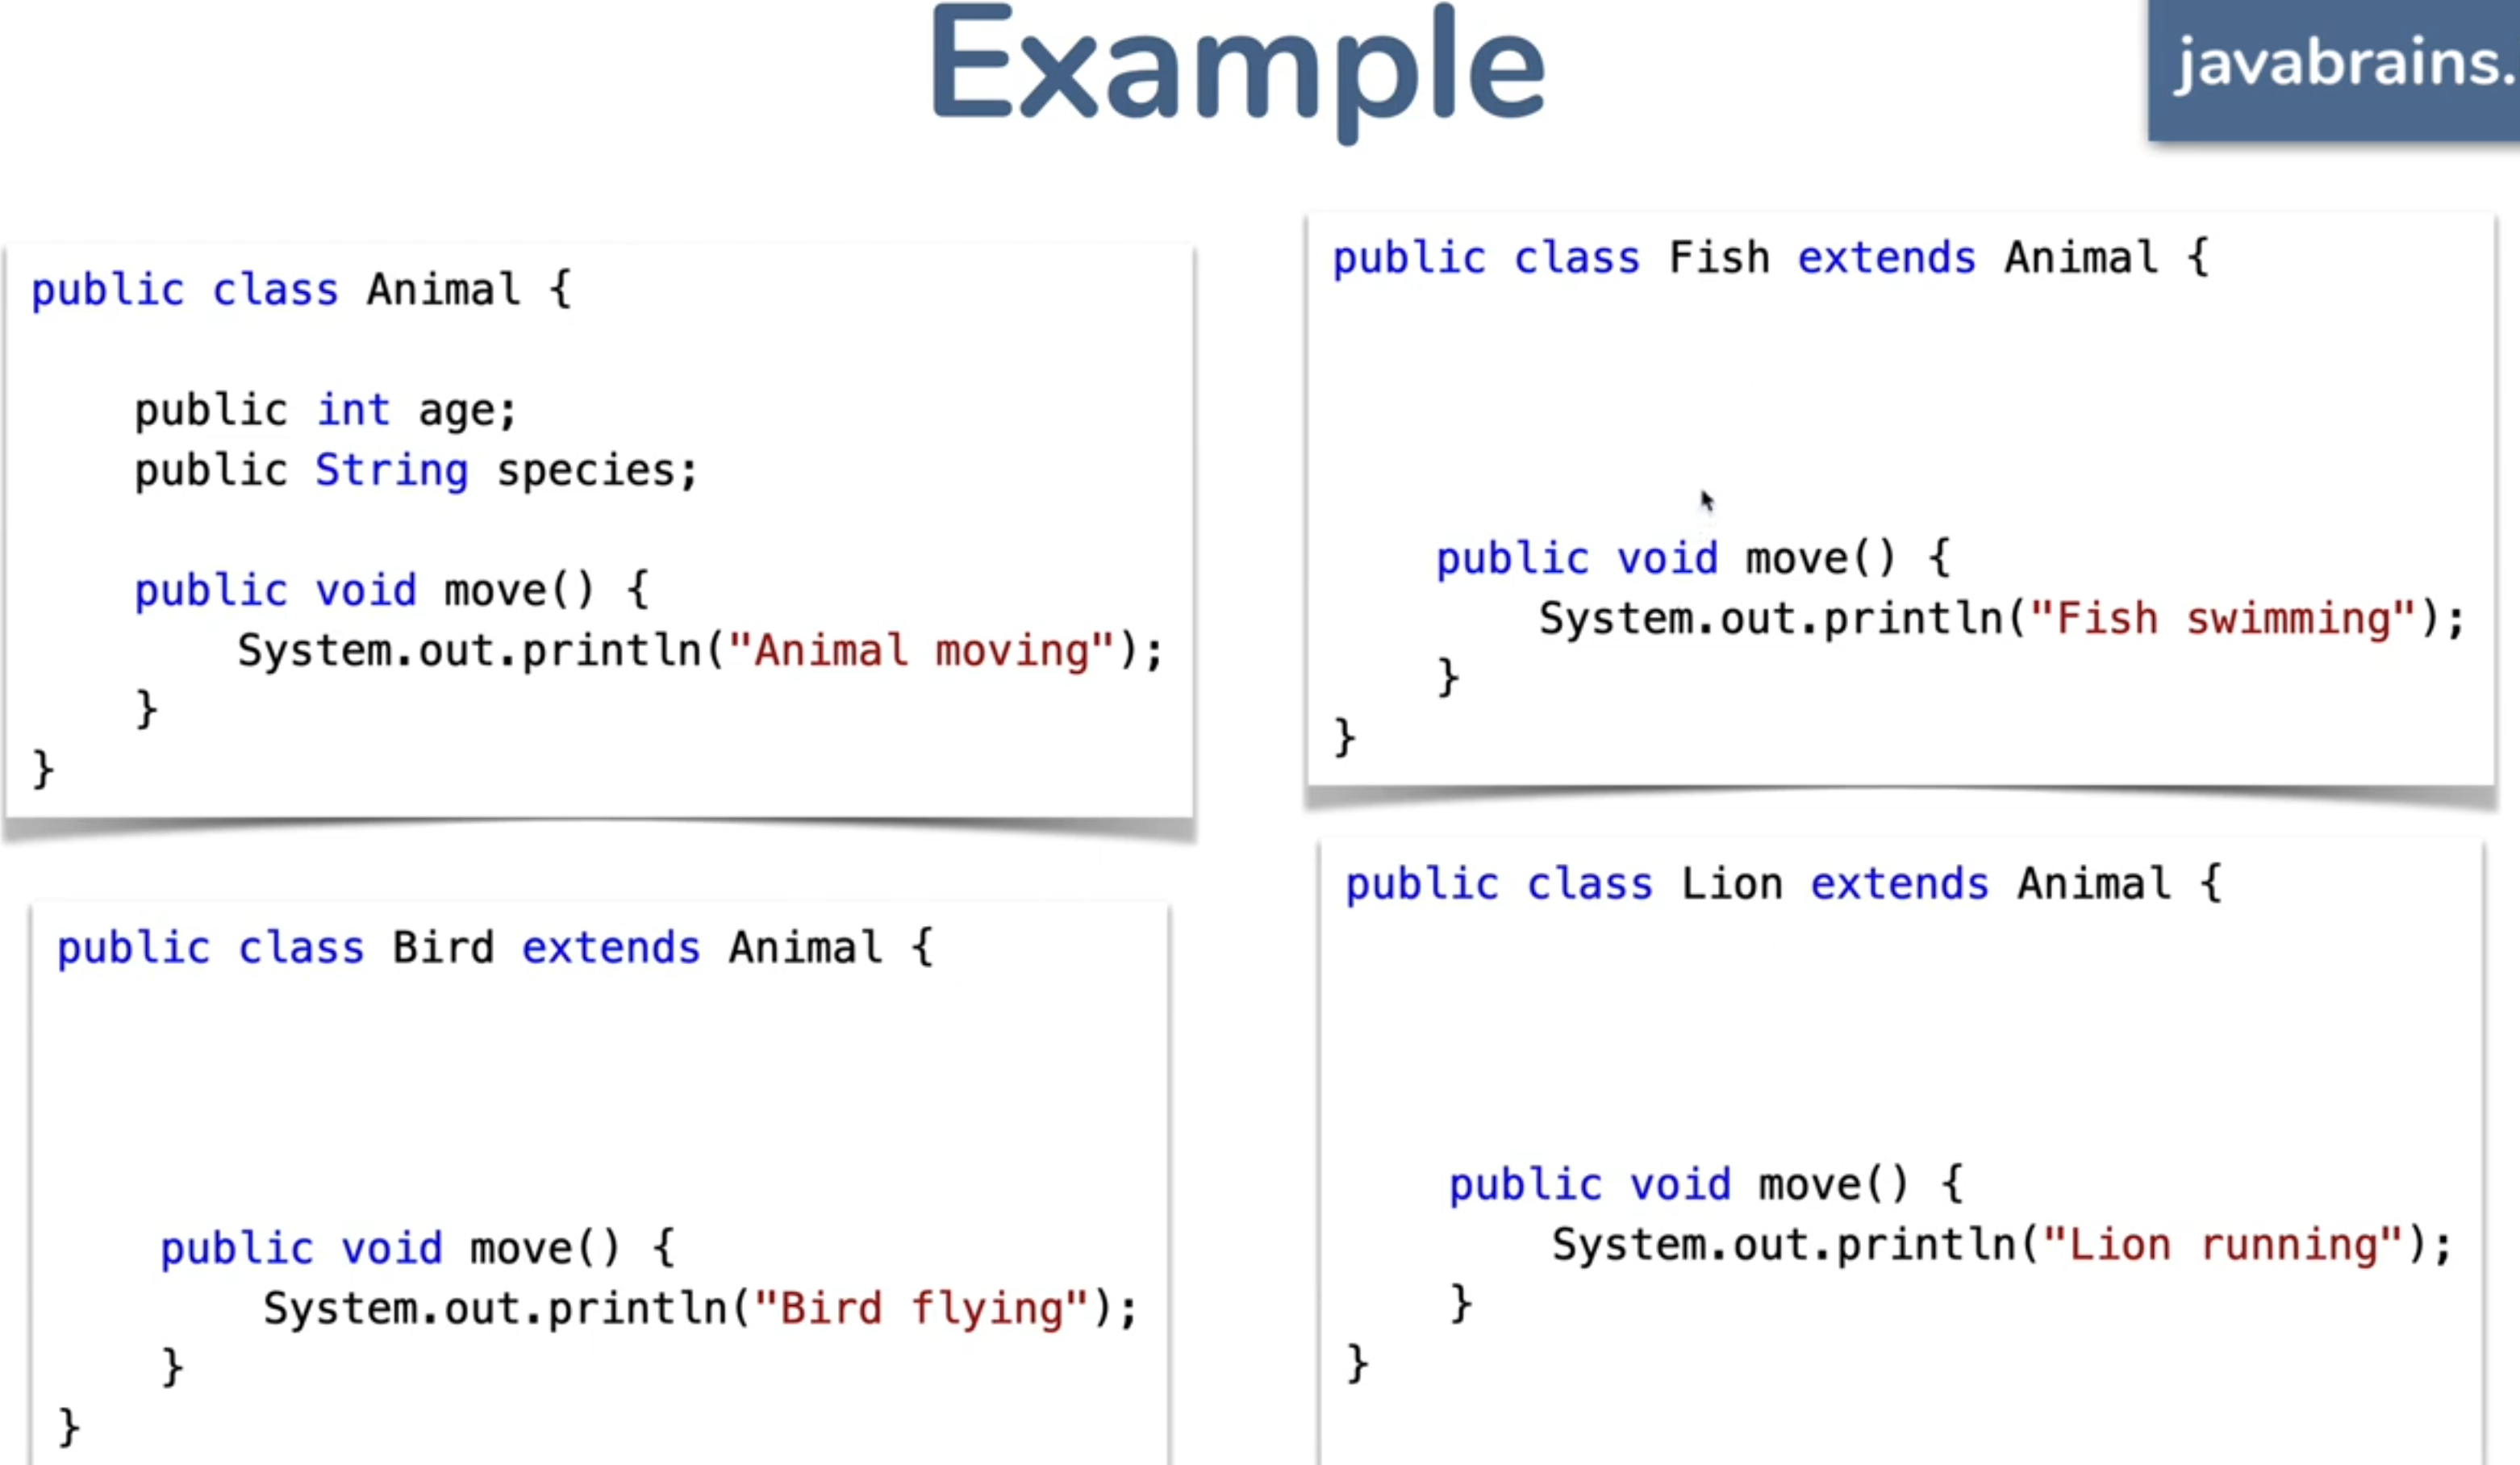 Example
javabrains.
public class Animal {
    public int age;
    public String species;
    public void move() {
        System.out.println("Animal moving");
    }
}
public class Fish extends Animal {
    public void move() {
        System.out.println("Fish swimming");
    }
}
public class Bird extends Animal {
    public void move() {
        System.out.println("Bird flying");
    }
}
public class Lion extends Animal {
    public void move() {
        System.out.println("Lion running");
    }
}